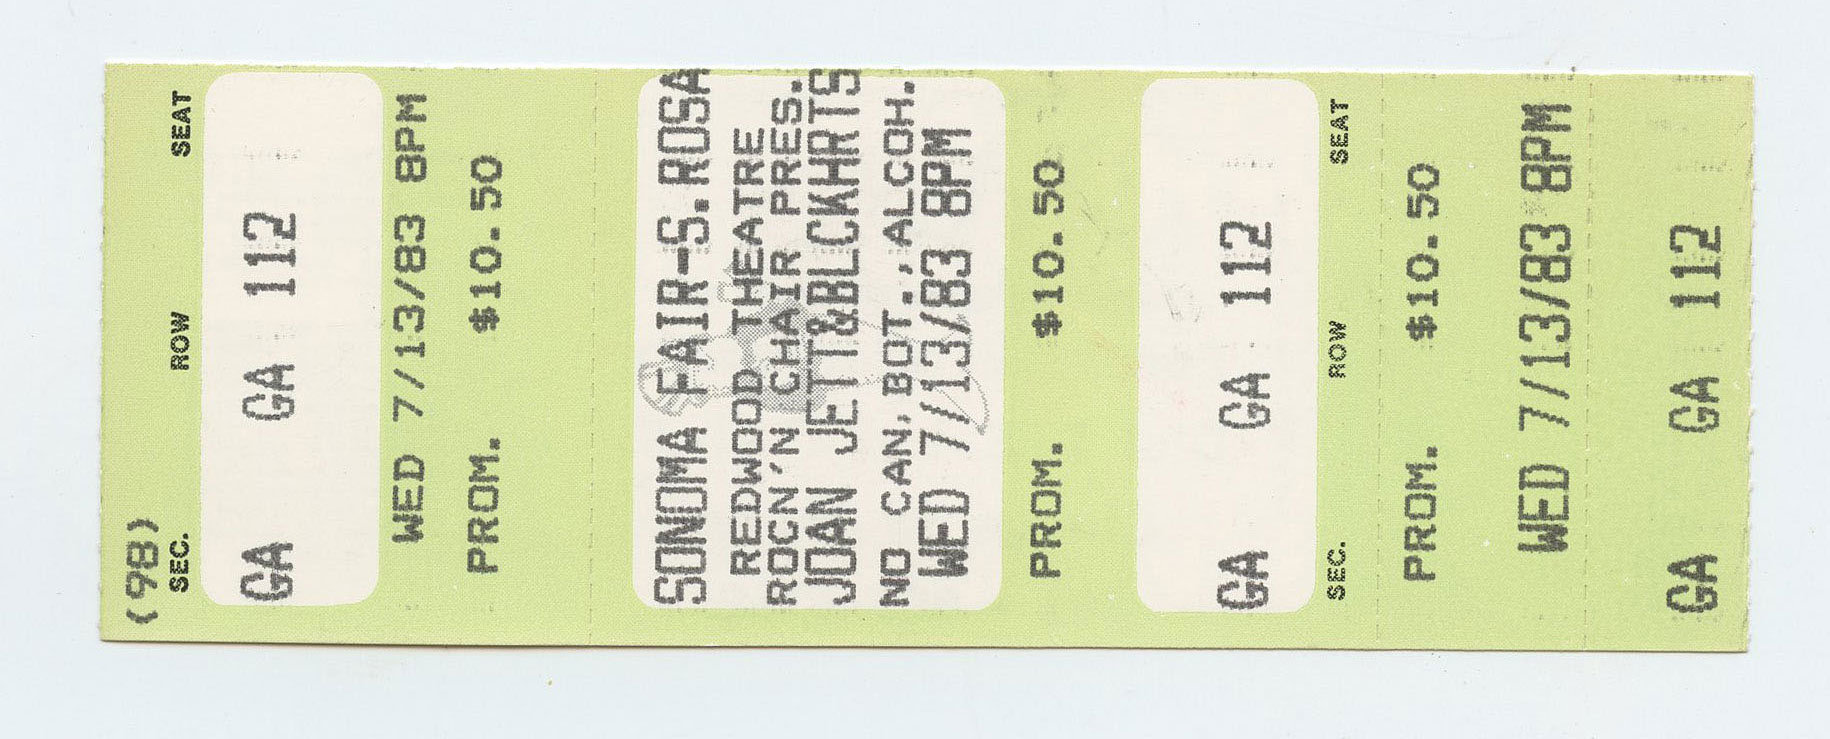 (98)
SEC. ROW SEAT
GA GA 112
WED 7/13/83 8PM
PROM. $10.50
SONOMA FAIR-S.ROSA
REDWOOD THEATRE
ROCN'N CHAIR PRES.
JOAN JETT&BLCKHRTS
NO CAN,BOT.,ALCOH.
WED 7/13/83 8PM
PROM. $10.50
GA GA 112
SEC. ROW SEAT
PROM. $10.50
WED 7/13/83 8PM
GA GA 112